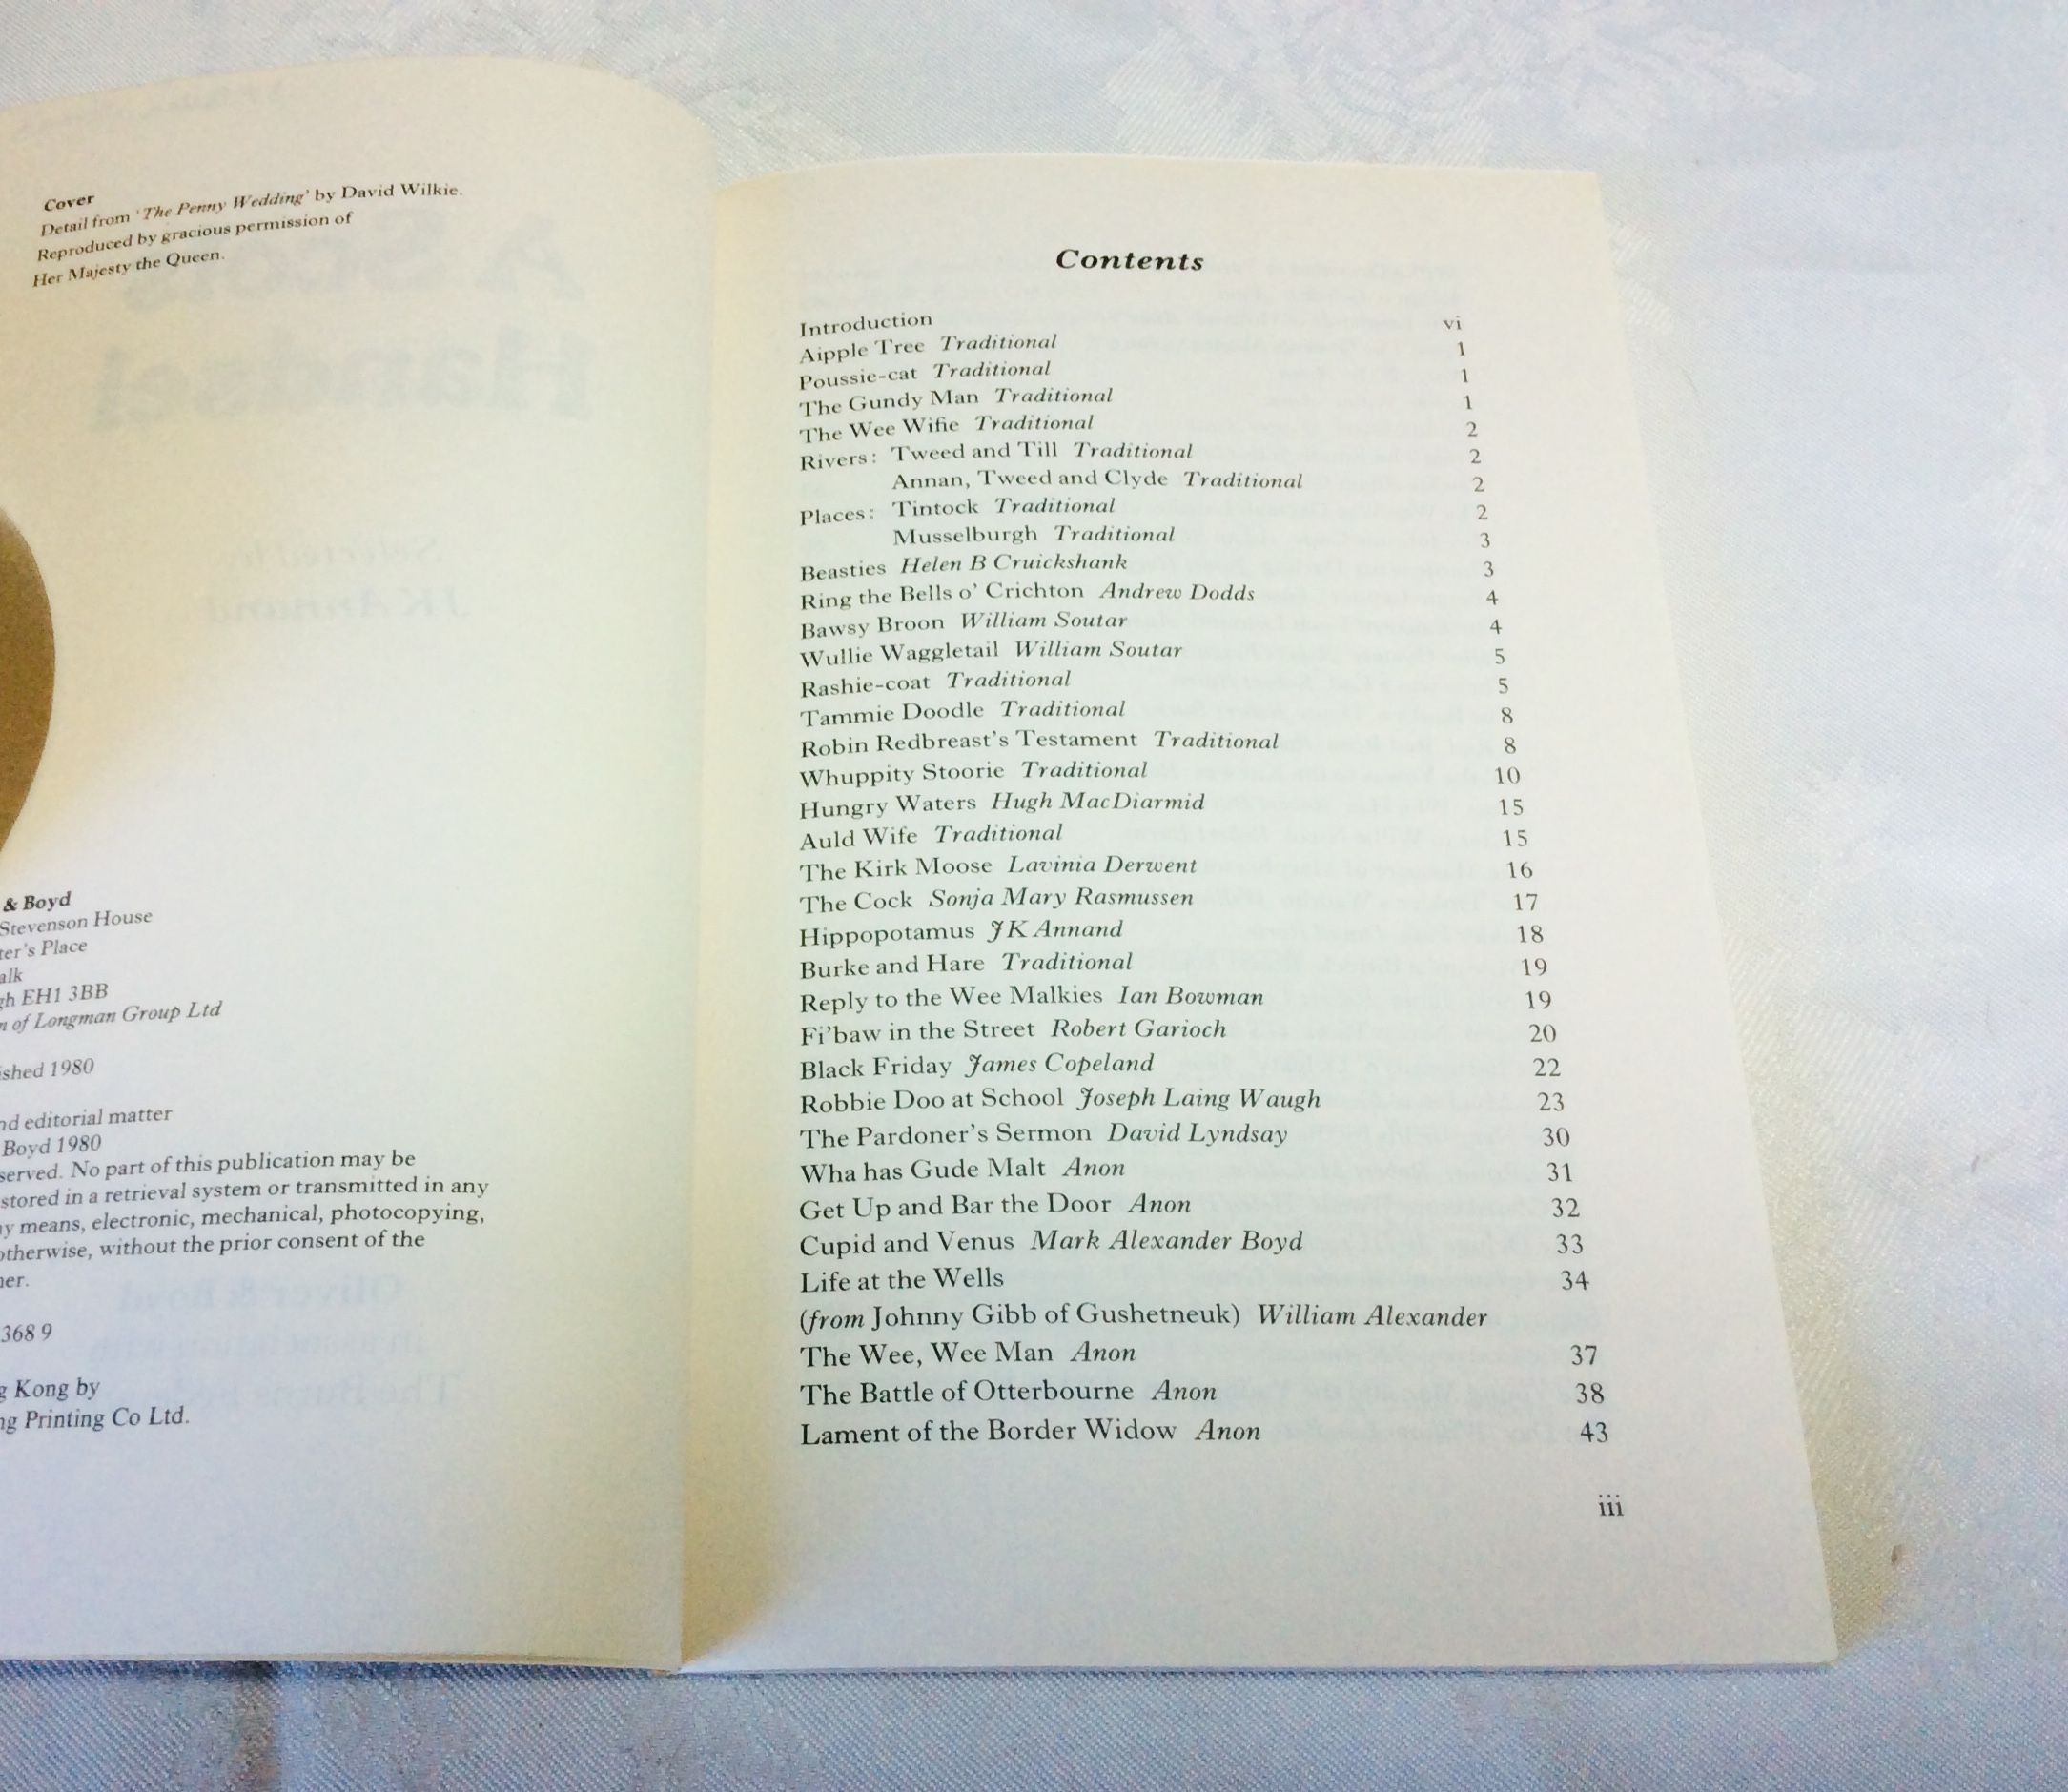 Cover
Detail from 'The Penny Wedding' by David Wilkie.
Reproduced by gracious permission of
Her Majesty the Queen.
& Boyd
Stevenson House
ter's Place
alk
gh EH1 3BB
n of Longman Group Ltd
ished 1980
nd editorial matter
Boyd 1980
served. No part of this publication may be
stored in a retrieval system or transmitted in any
y means, electronic, mechanical, photocopying,
otherwise, without the prior consent of the
her.
368 9
g Kong by
ng Printing Co Ltd.
Contents
Introduction vi
Aipple Tree Traditional 1
Poussie-cat Traditional 1
The Gundy Man Traditional 1
The Wee Wifie Traditional 2
Rivers: Tweed and Till Traditional 2
Annan, Tweed and Clyde Traditional 2
Places: Tintock Traditional 2
Musselburgh Traditional 3
Beasties Helen B Cruickshank 3
Ring the Bells o' Crichton Andrew Dodds 4
Bawsy Broon William Soutar 4
Wullie Waggletail William Soutar 5
Rashie-coat Traditional 5
Tammie Doodle Traditional 8
Robin Redbreast's Testament Traditional 8
Whuppity Stoorie Traditional 10
Hungry Waters Hugh MacDiarmid 15
Auld Wife Traditional 15
The Kirk Moose Lavinia Derwent 16
The Cock Sonja Mary Rasmussen 17
Hippopotamus JK Annand 18
Burke and Hare Traditional 19
Reply to the Wee Malkies Ian Bowman 19
Fi'baw in the Street Robert Garioch 20
Black Friday James Copeland 22
Robbie Doo at School Joseph Laing Waugh 23
The Pardoner's Sermon David Lyndsay 30
Wha has Gude Malt Anon 31
Get Up and Bar the Door Anon 32
Cupid and Venus Mark Alexander Boyd 33
Life at the Wells 34
(from Johnny Gibb of Gushetneuk) William Alexander
The Wee, Wee Man Anon 37
The Battle of Otterbourne Anon 38
Lament of the Border Widow Anon 43
iii